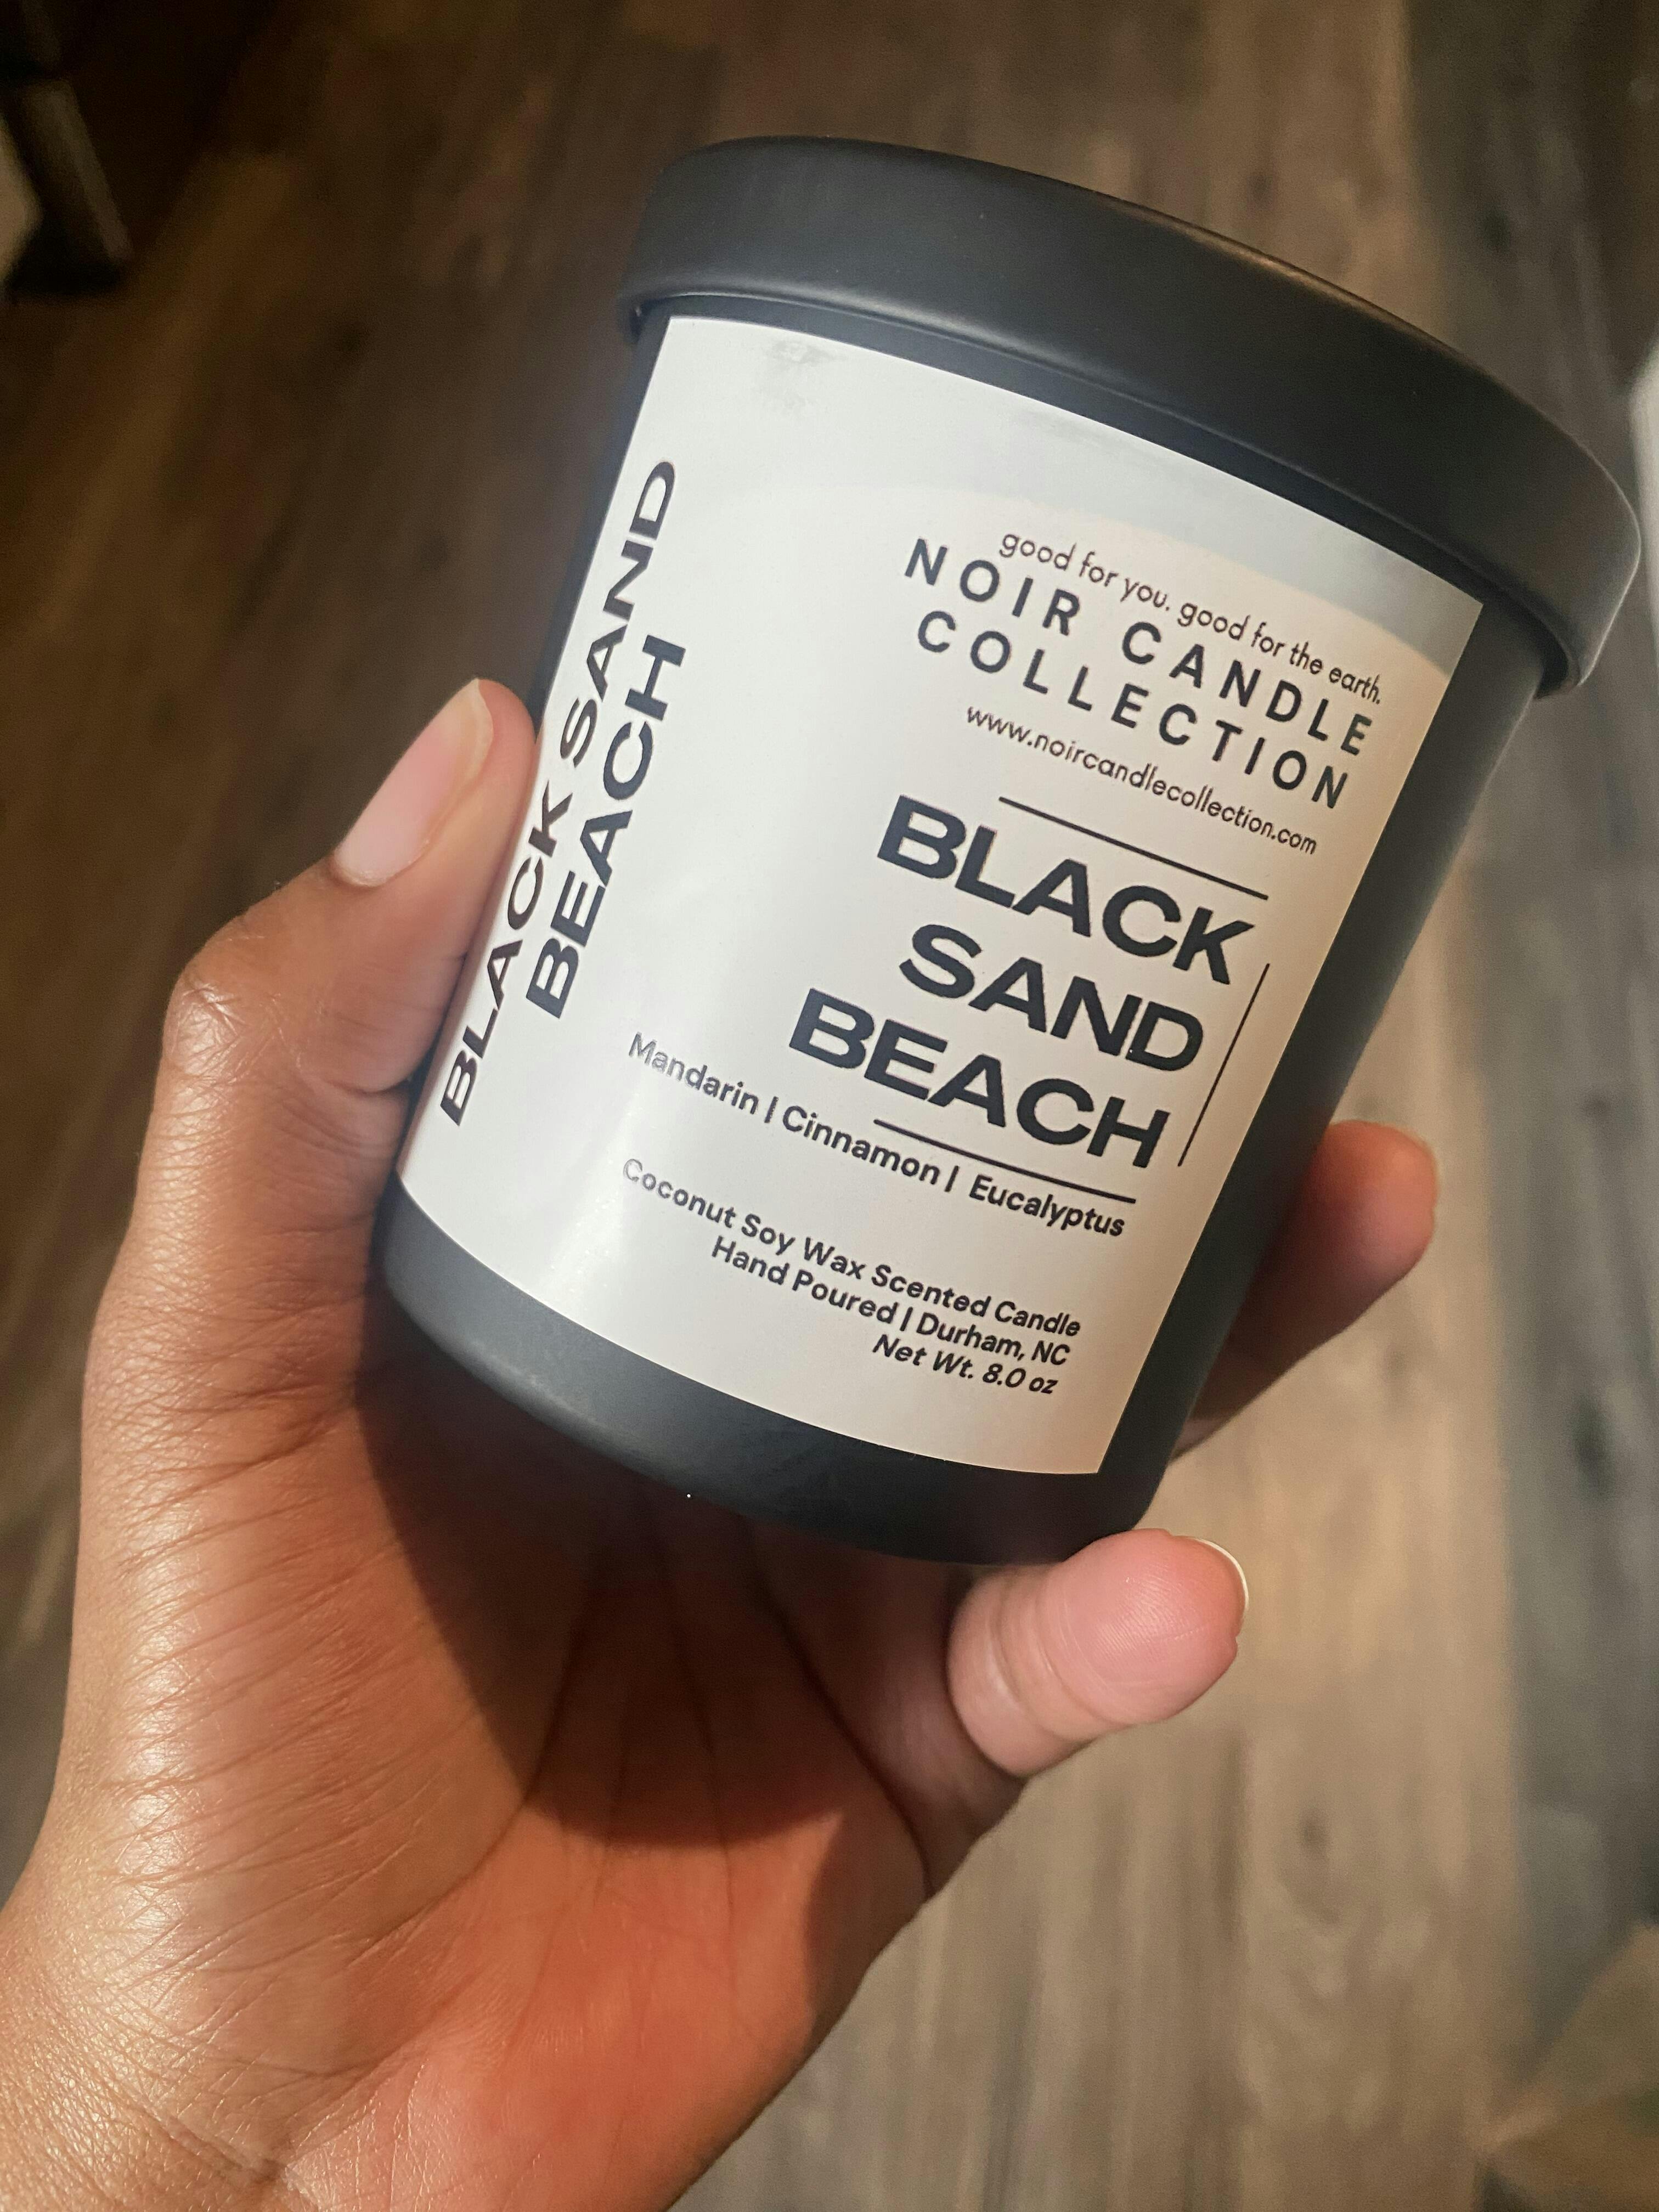 BLACK SAND
BEACH
good for you. good for the earth.
NOIR CANDLE
COLLECTION
www.noircandlecollection.com
BLACK
SAND
BEACH
Mandarin | Cinnamon | Eucalyptus
Coconut Soy Wax Scented Candle
Hand Poured | Durham, NC
Net Wt. 8.0 oz